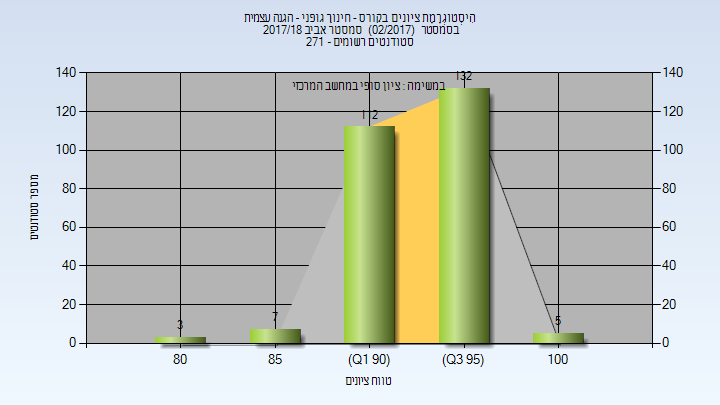 היסטוגרמת ציונים בקורס - חינוך גופני - הגנה עצמית
בסמסטר (02/2017) סמסטר אביב 2017/18
סטודנטים רשומים - 271
במשימה : ציון סופי במחשב המרכזי
140 140
120 120
100 100
80 80
60 60
40 40
20 20
0 0
מספר סטודנטים
3 7 112 132 5
80 85 (Q1 90) (Q3 95) 100
טווח ציונים